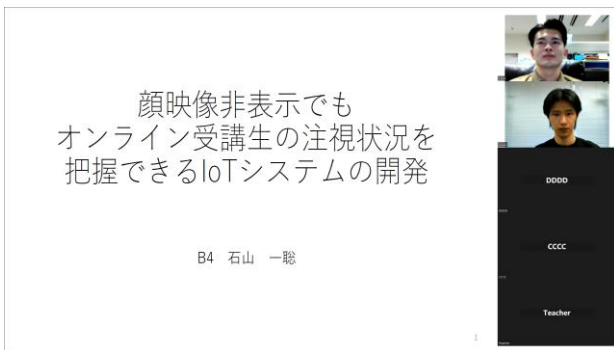 顔映像非表示でも
オンライン受講生の注視状況を
把握できるIoTシステムの開発
B4 石山 一聡
1
DDDD
CCCC
Teacher